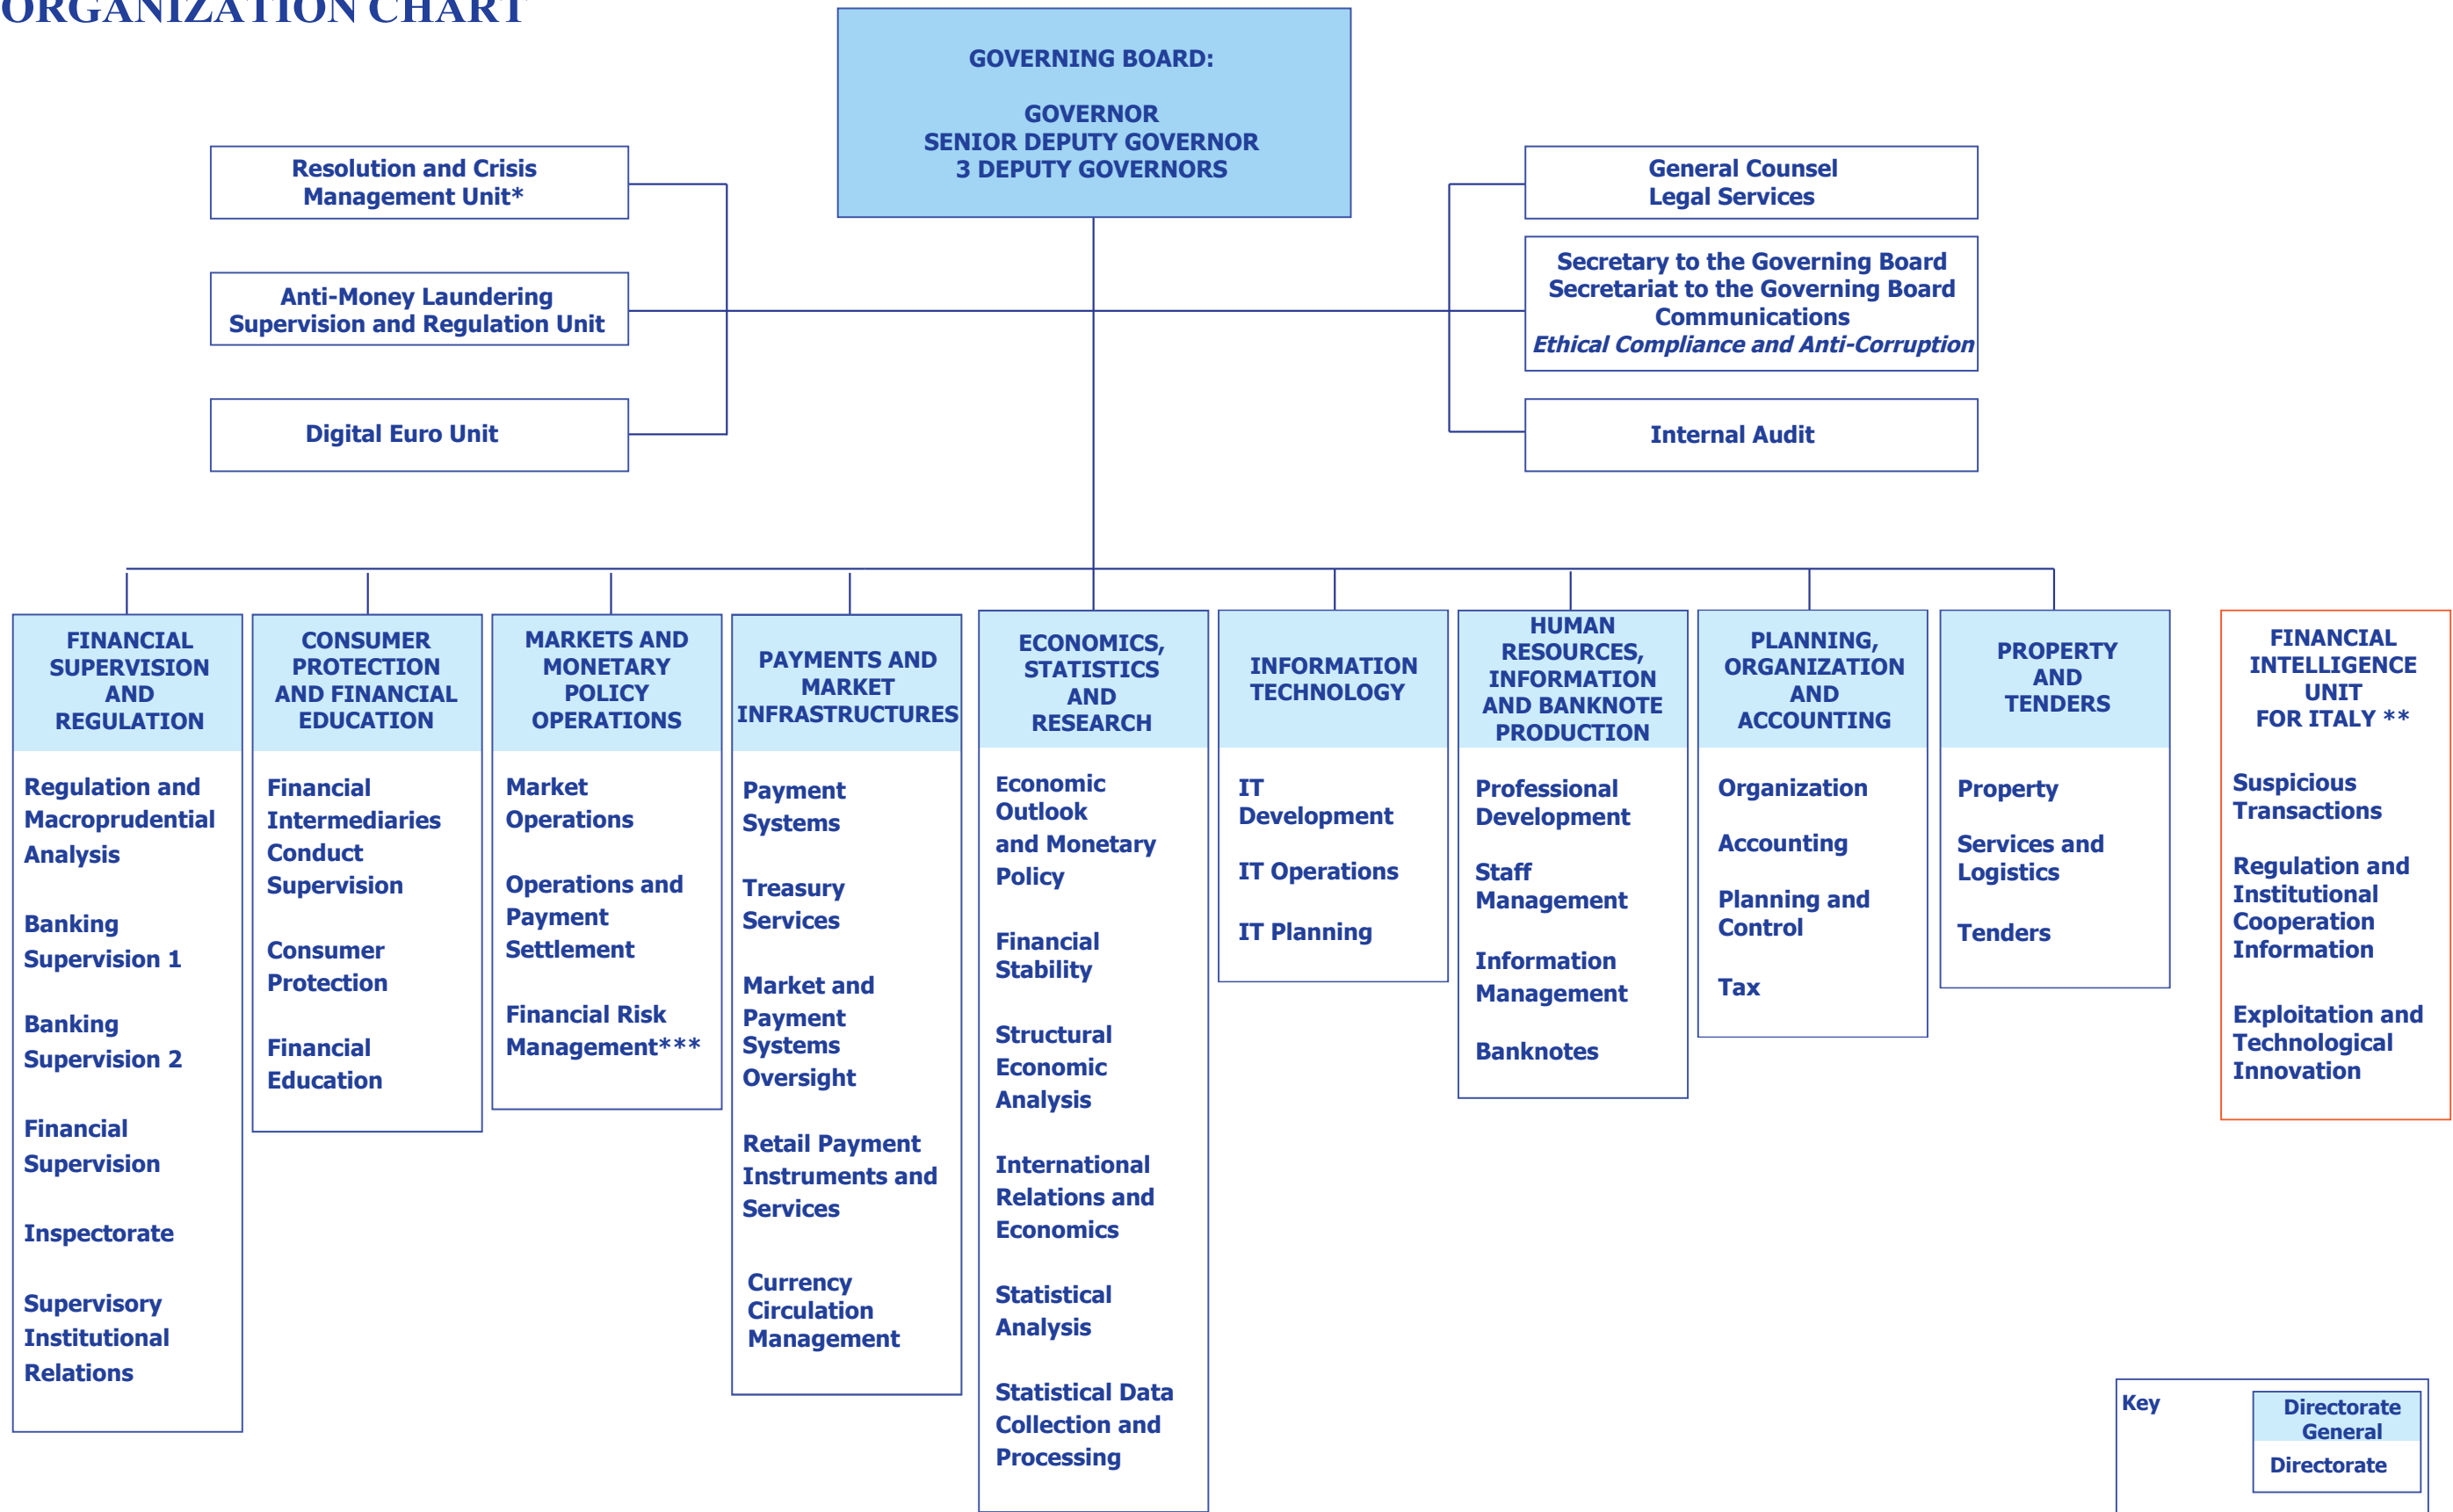 ORGANIZATION CHART
GOVERNING BOARD:
GOVERNOR
SENIOR DEPUTY GOVERNOR
3 DEPUTY GOVERNORS
Resolution and Crisis
Management Unit*
Anti-Money Laundering
Supervision and Regulation Unit
Digital Euro Unit
General Counsel
Legal Services
Secretary to the Governing Board
Secretariat to the Governing Board
Communications
Ethical Compliance and Anti-Corruption
Internal Audit
FINANCIAL
SUPERVISION
AND
REGULATION
Regulation and
Macroprudential
Analysis
Banking
Supervision 1
Banking
Supervision 2
Financial
Supervision
Inspectorate
Supervisory
Institutional
Relations
CONSUMER
PROTECTION
AND FINANCIAL
EDUCATION
Financial
Intermediaries
Conduct
Supervision
Consumer
Protection
Financial
Education
MARKETS AND
MONETARY
POLICY
OPERATIONS
Market
Operations
Operations and
Payment
Settlement
Financial Risk
Management***
PAYMENTS AND
MARKET
INFRASTRUCTURES
Payment
Systems
Treasury
Services
Market and
Payment
Systems
Oversight
Retail Payment
Instruments and
Services
Currency
Circulation
Management
ECONOMICS,
STATISTICS
AND
RESEARCH
Economic
Outlook
and Monetary
Policy
Financial
Stability
Structural
Economic
Analysis
International
Relations and
Economics
Statistical
Analysis
Statistical Data
Collection and
Processing
INFORMATION
TECHNOLOGY
IT
Development
IT Operations
IT Planning
HUMAN
RESOURCES,
INFORMATION
AND BANKNOTE
PRODUCTION
Professional
Development
Staff
Management
Information
Management
Banknotes
PLANNING,
ORGANIZATION
AND
ACCOUNTING
Organization
Accounting
Planning and
Control
Tax
PROPERTY
AND
TENDERS
Property
Services and
Logistics
Tenders
FINANCIAL
INTELLIGENCE
UNIT
FOR ITALY **
Suspicious
Transactions
Regulation and
Institutional
Cooperation
Information
Exploitation and
Technological
Innovation
Key
Directorate
General
Directorate